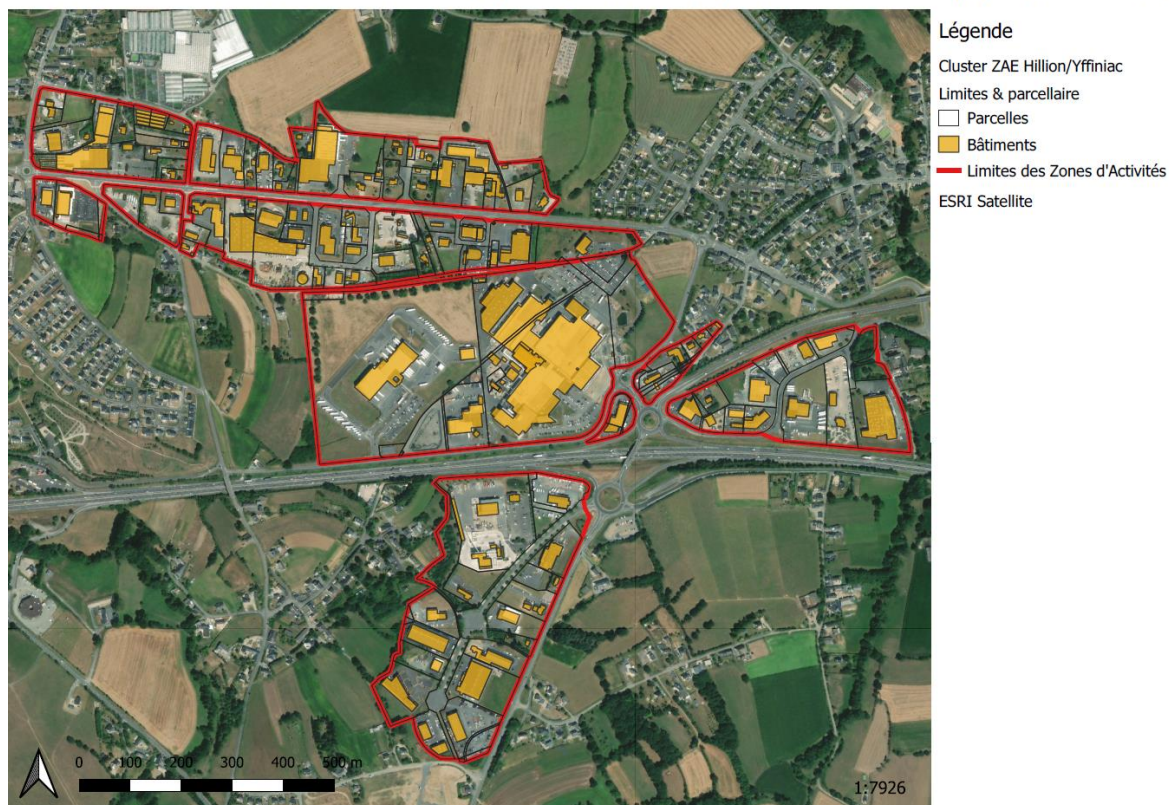 Légende
Cluster ZAE Hillion/Yffiniac
Limites & parcellaire
Parcelles
Bâtiments
Limites des Zones d'Activités
ESRI Satellite
0 100 200 300 400 500 m
1:7926